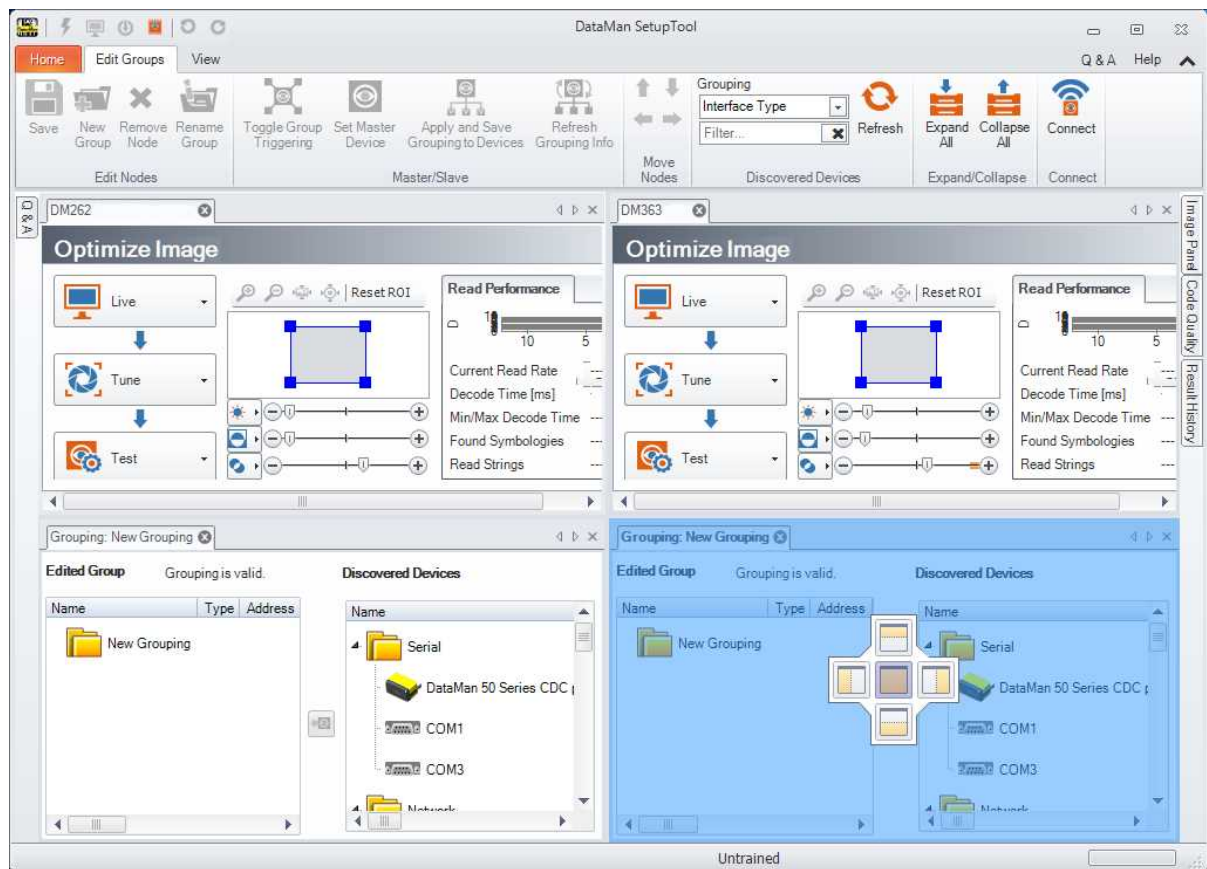 DataMan SetupTool
Home Edit Groups View Q & A Help
Save
New Group
Remove Node
Rename Group
Edit Nodes
Toggle Group Triggering
Set Master Device
Apply and Save Grouping to Devices
Refresh Grouping Info
Master/Slave
Move Nodes
Grouping
Interface Type
Filter...
Refresh
Discovered Devices
Expand All
Collapse All
Expand/Collapse
Connect
Connect
Q & A
DM262
Optimize Image
Live
Tune
Test
Reset ROI
Read Performance
10 5
Current Read Rate
Decode Time [ms]
Min/Max Decode Time ---
Found Symbologies ---
Read Strings ---
DM363
Optimize Image
Live
Tune
Test
Reset ROI
Read Performance
10 5
Current Read Rate
Decode Time [ms]
Min/Max Decode Time ---
Found Symbologies ---
Read Strings ---
Image Panel
Code Quality
Result History
Grouping: New Grouping
Edited Group Grouping is valid.
Name Type Address
New Grouping
Discovered Devices
Name
Serial
DataMan 50 Series CDC
COM1
COM3
Network
Grouping: New Grouping
Edited Group Grouping is valid.
Name Type Address
New Grouping
Discovered Devices
Name
Serial
DataMan 50 Series CDC
COM1
COM3
Network
Untrained